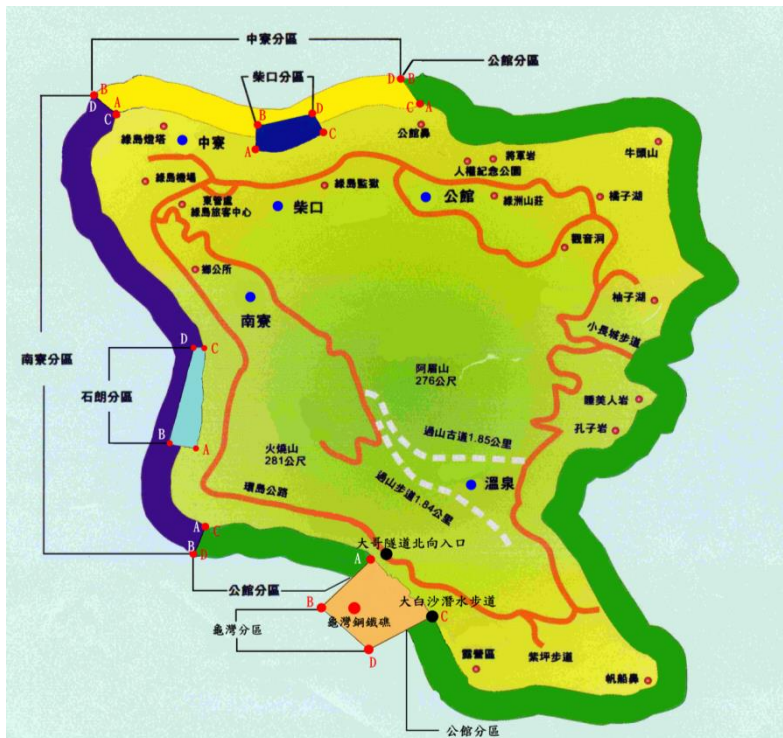 中寮分區
公館分區
柴口分區
D B
B
D
A
C
B
D
C A
A
C
公館鼻
綠島燈塔
中寮
牛頭山
將軍岩
人權紀念公園
綠島機場
綠島監獄
公館
綠洲山莊
楠子湖
東管處
綠島旅客中心
柴口
觀音洞
鄉公所
南寮
柚子湖
小長城步道
D
C
南寮分區
石朗分區
阿眉山
276公尺
睡美人岩
孔子岩
B
A
過山古道1.85公里
火燒山
281公尺
溫泉
過山步道1.84公里
環島公路
A C
B D
大哥隧道北向入口
A
公館分區
大白沙潛水步道
B
龜灣鋼鐵礁
C
龜灣分區
D
露營區
紫坪步道
帆船鼻
公館分區